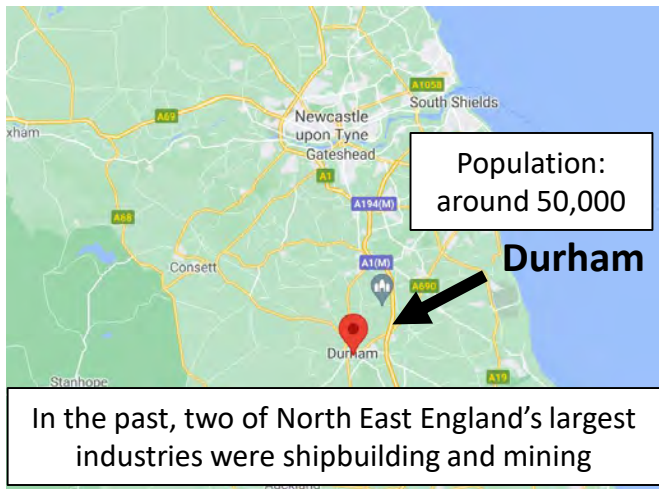 A1058
South Shields
A69
Newcastle
upon Tyne
xham
Gateshead
A1
Population:
around 50,000
A194(M)
A68
Durham
Consett
A1(M)
A690
Durham
Stanhope
A19
In the past, two of North East England's largest
industries were shipbuilding and mining